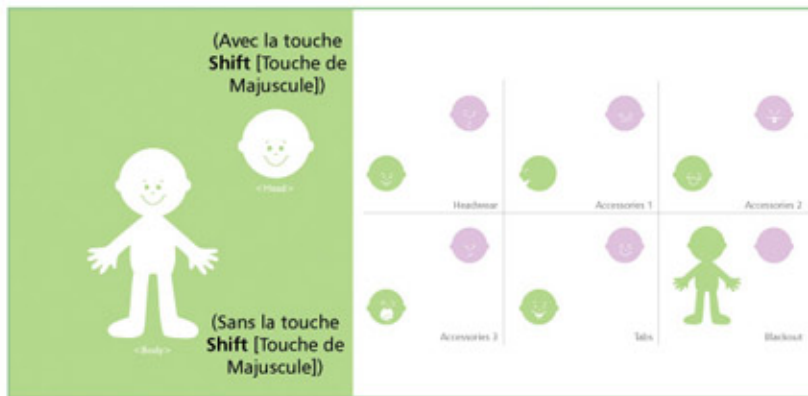 (Avec la touche
Shift [Touche de
Majuscule])
<Head>
(Sans la touche
Shift [Touche de
Majuscule])
<Body>
Headwear
Accessories 1
Accessories 2
Accessories 3
Tabs
Blackout